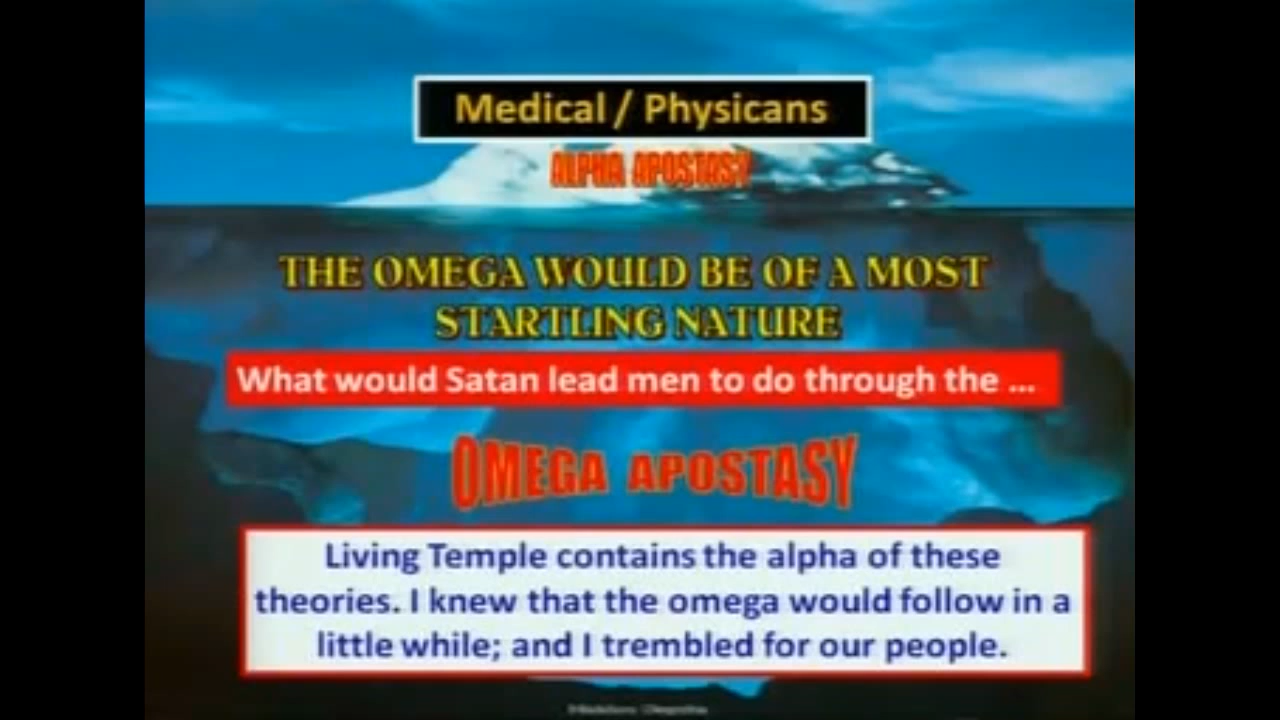 Medical / Physicans
ALPHA APOSTASY
THE OMEGA WOULD BE OF A MOST
STARTLING NATURE
What would Satan lead men to do through the ...
OMEGA APOSTASY
Living Temple contains the alpha of these
theories. I knew that the omega would follow in a
little while; and I trembled for our people.